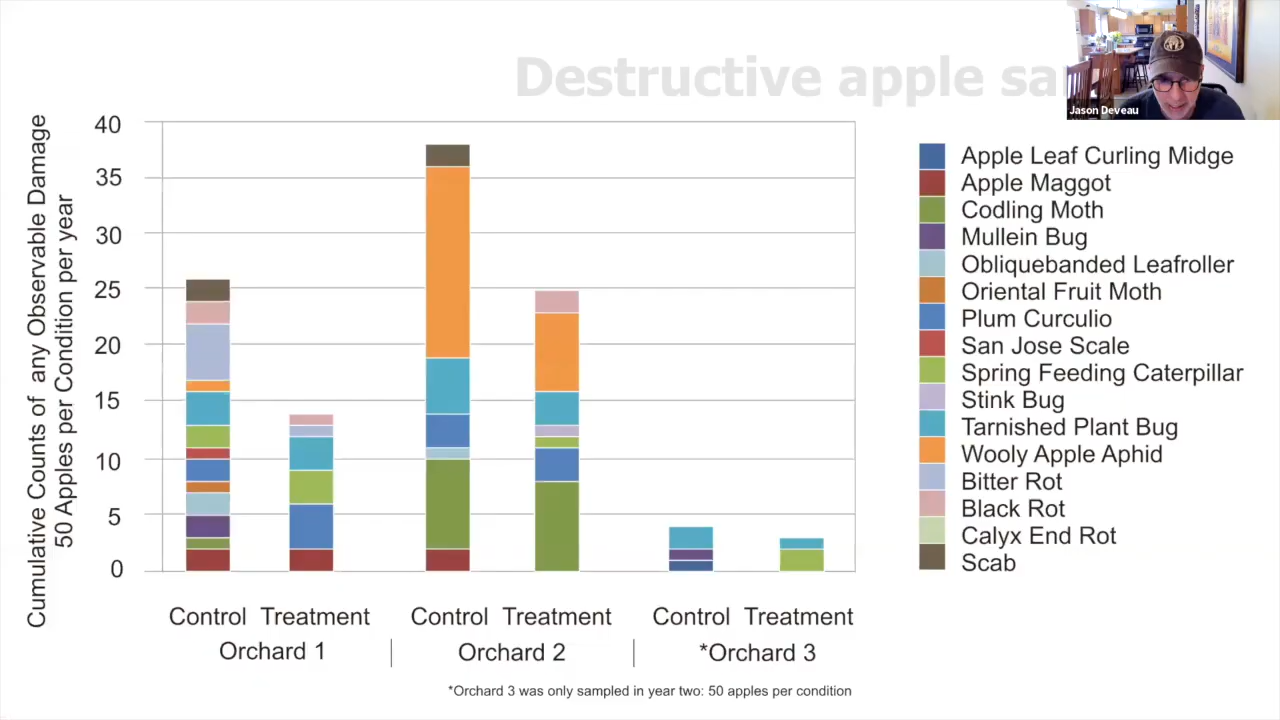 Destructive apple
Jason Deveau
Cumulative Counts of any Observable Damage
50 Apples per Condition per year
40
35
30
25
20
15
10
5
0
Control Treatment
Orchard 1
Control Treatment
Orchard 2
Control Treatment
*Orchard 3
*Orchard 3 was only sampled in year two: 50 apples per condition
Apple Leaf Curling Midge
Apple Maggot
Codling Moth
Mullein Bug
Obliquebanded Leafroller
Oriental Fruit Moth
Plum Curculio
San Jose Scale
Spring Feeding Caterpillar
Stink Bug
Tarnished Plant Bug
Wooly Apple Aphid
Bitter Rot
Black Rot
Calyx End Rot
Scab